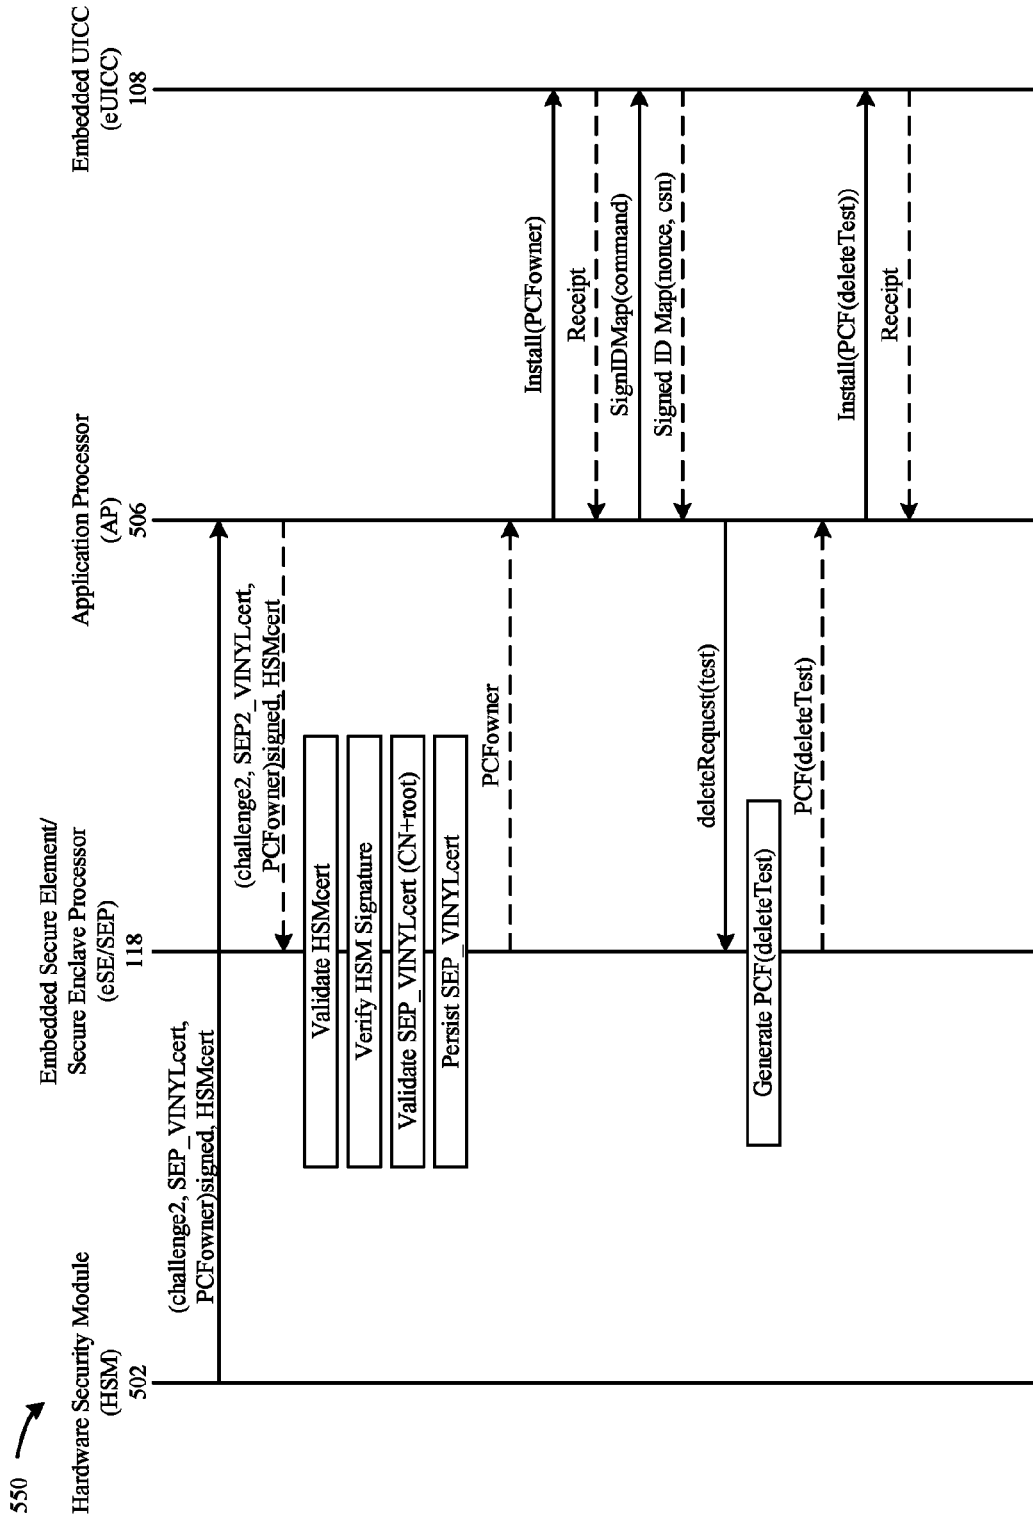 550
Hardware Security Module
(HSM)
502
Embedded Secure Element/
Secure Enclave Processor
(eSE/SEP)
118
Application Processor
(AP)
506
Embedded UICC
(eUICC)
108
(challenge2, SEP_VINYLcert,
PCFowner)signed, HSMcert
(challenge2, SEP2_VINYLcert,
PCFowner)signed, HSMcert
Validate HSMcert
Verify HSM Signature
Validate SEP_VINYLcert (CN+root)
Persist SEP_VINYLcert
PCFowner
Install(PCFowner)
Receipt
SignIDMap(command)
Signed ID Map(nonce, csn)
deleteRequest(test)
Generate PCF(deleteTest)
PCF(deleteTest)
Install(PCF(deleteTest))
Receipt